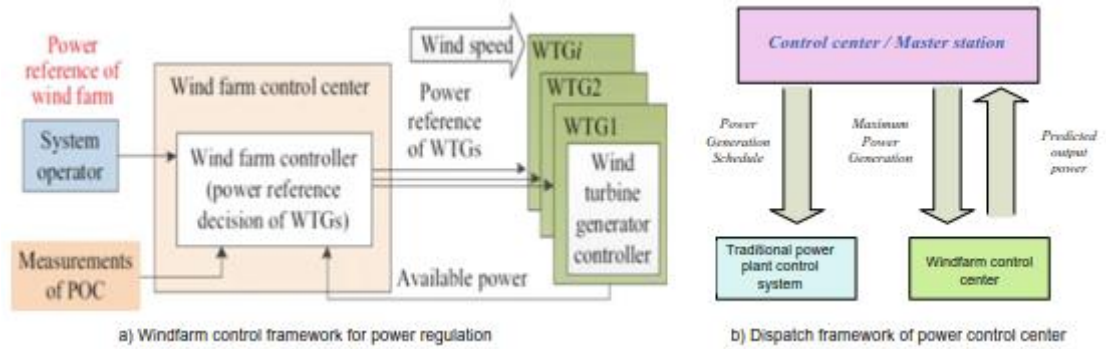 Power
reference of
wind farm
System
operator
Measurements
of POC
Wind farm control center
Wind farm controller
(power reference
decision of WTGs)
Wind speed
Power
reference
of WTGs
Available power
WTGi
WTG2
WTG1
Wind
turbine
generator
controller
a) Windfarm control framework for power regulation
Control center / Master station
Power
Generation
Schedule
Maximum
Power
Generation
Predicted
output
power
Traditional power
plant control
system
Windfarm control
center
b) Dispatch framework of power control center